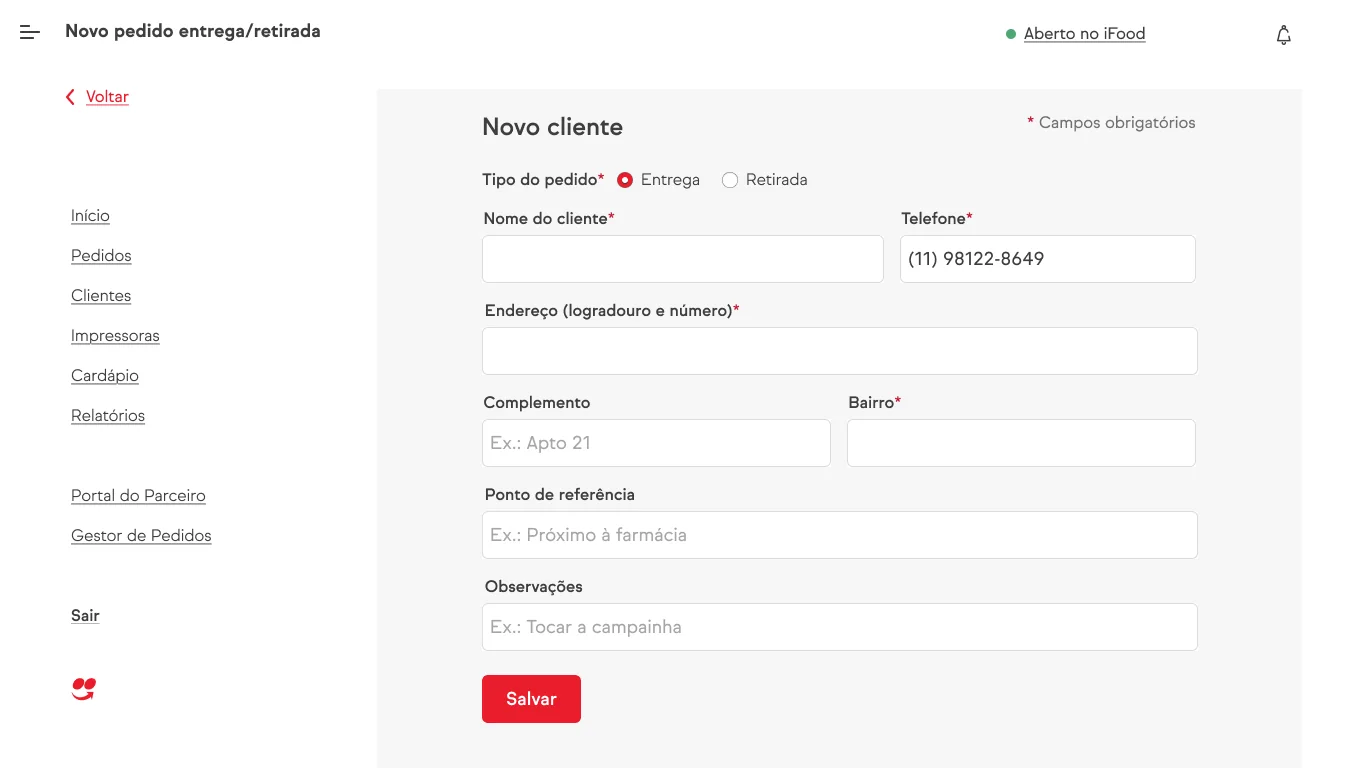 Novo pedido entrega/retirada
Aberto no iFood
Voltar
Início
Pedidos
Clientes
Impressoras
Cardápio
Relatórios
Portal do Parceiro
Gestor de Pedidos
Sair
Novo cliente
* Campos obrigatórios
Tipo do pedido* Entrega Retirada
Nome do cliente* Telefone*
(11) 98122-8649
Endereço (logradouro e número)*
Complemento Bairro*
Ex.: Apto 21
Ponto de referência
Ex.: Próximo à farmácia
Observações
Ex.: Tocar a campainha
Salvar